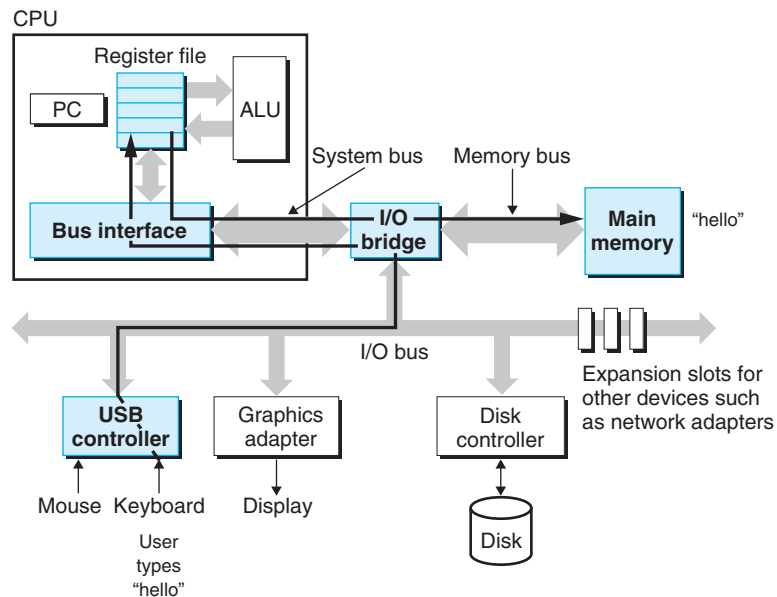 CPU
Register file
PC
ALU
System bus
Memory bus
Bus interface
I/O
bridge
Main
memory
“hello”
I/O bus
Expansion slots for
other devices such
as network adapters
USB
controller
Graphics
adapter
Disk
controller
Mouse
Keyboard
Display
Disk
User
types
“hello”